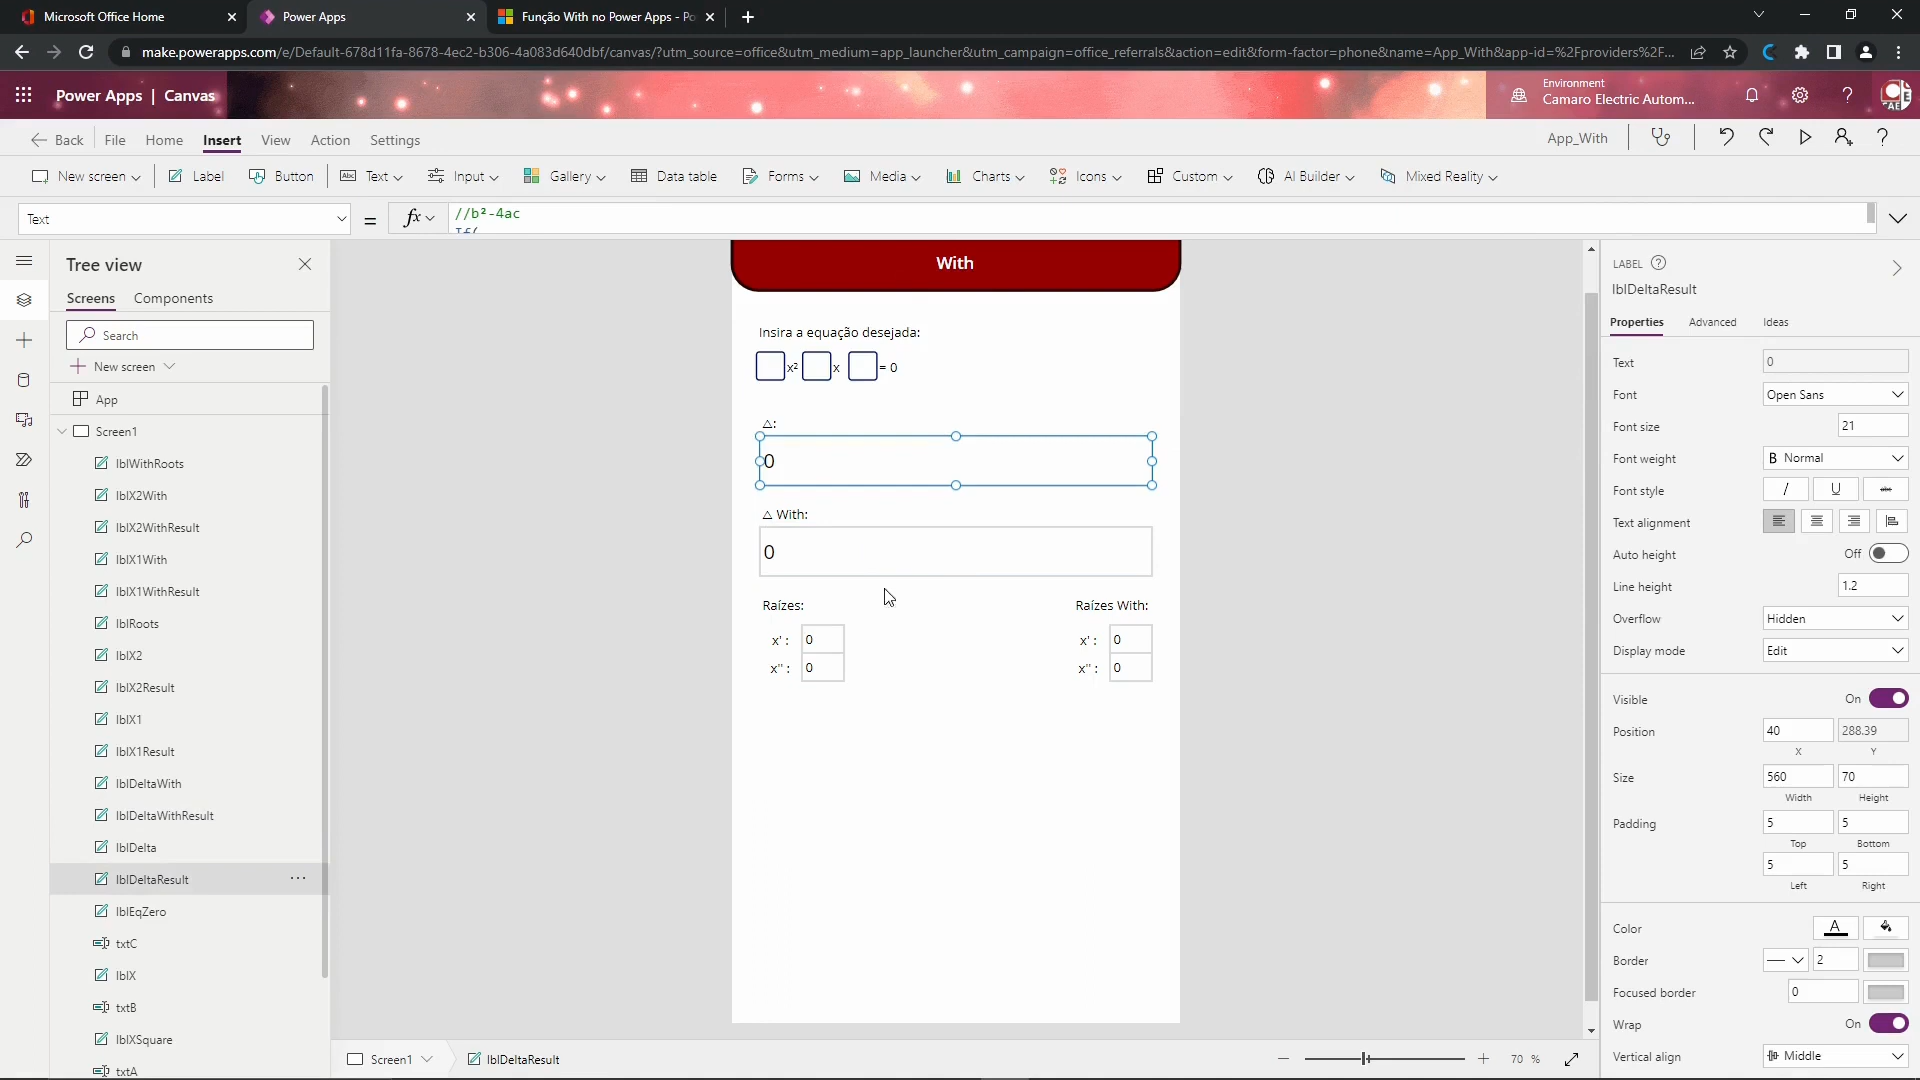 Microsoft Office Home
Power Apps
Função With no Power Apps - Po
make.powerapps.com/e/Default-678d11fa-8678-4ec2-b306-4a083d640dbf/canvas/?utm_source=office&utm_medium=app_launcher&utm_campaign=office_referrals&action=edit&form-factor=phone&name=App_With&app-id=%2Fproviders%2F...
Power Apps | Canvas
Environment
Camaro Electric Autom...
Back File Home Insert View Action Settings
App_With
New screen Label Button Text Input Gallery Data table Forms Media Charts Icons Custom AI Builder Mixed Reality
Text = fx //b²-4ac
If(
Tree view
Screens Components
Search
New screen
App
Screen1
lblWithRoots
lblX2With
lblX2WithResult
lblX1With
lblX1WithResult
lblRoots
lblX2
lblX2Result
lblX1
lblX1Result
lblDeltaWith
lblDeltaWithResult
lblDelta
lblDeltaResult ...
lblEqZero
txtC
lblX
txtB
lblXSquare
txtA
With
Insira a equação desejada:
x² x = 0
△:
0
△ With:
0
Raízes: Raízes With:
x' : 0 x' : 0
x'' : 0 x'' : 0
Screen1 lblDeltaResult
70 %
LABEL ?
lblDeltaResult
Properties Advanced Ideas
Text 0
Font Open Sans
Font size 21
Font weight B Normal
Font style / U abc
Text alignment
Auto height Off
Line height 1.2
Overflow Hidden
Display mode Edit
Visible On
Position 40 288.39
X Y
Size 560 70
Width Height
Padding 5 5
Top Bottom
5 5
Left Right
Color A
Border 2
Focused border 0
Wrap On
Vertical align Middle